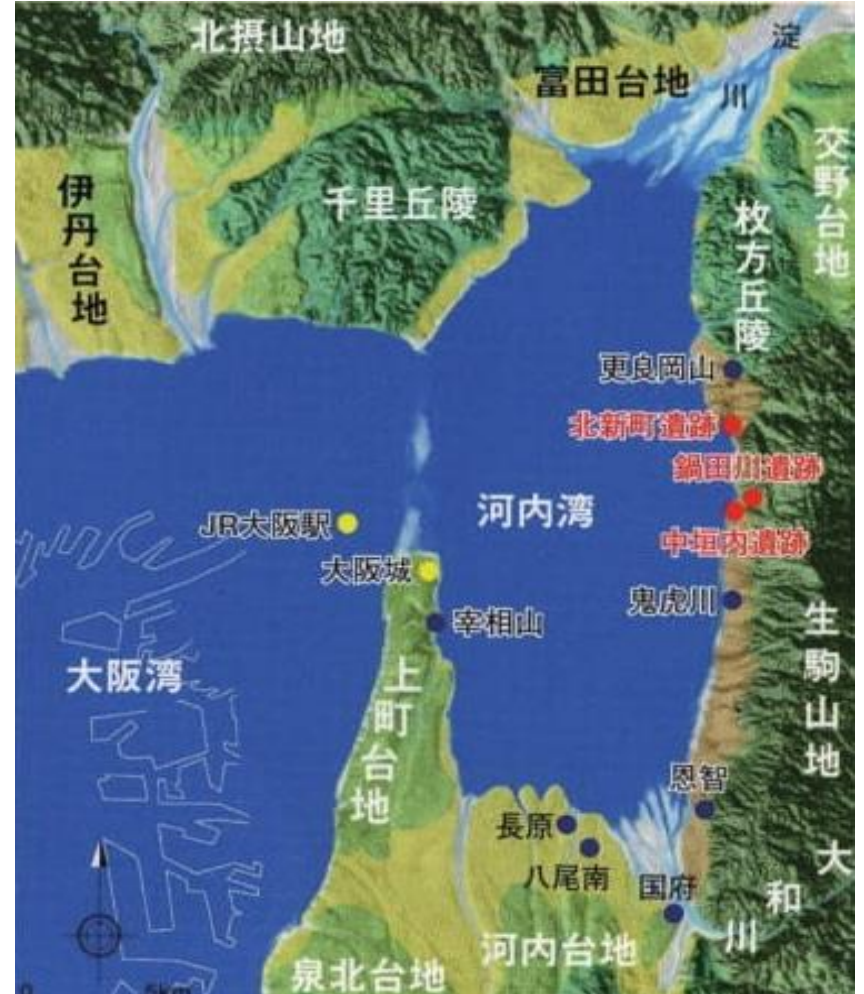 北摂山地
淀川
富田台地
交野台地
伊丹台地
千里丘陵
枚方丘陵
更良岡山
北新町遺跡
鍋田川遺跡
河内湾
JR大阪駅
中垣内遺跡
大阪城
鬼虎川
宰相山
生駒山地
大阪湾
上町台地
恩智
長原
八尾南
大和川
国府
河内台地
泉北台地
0 5km